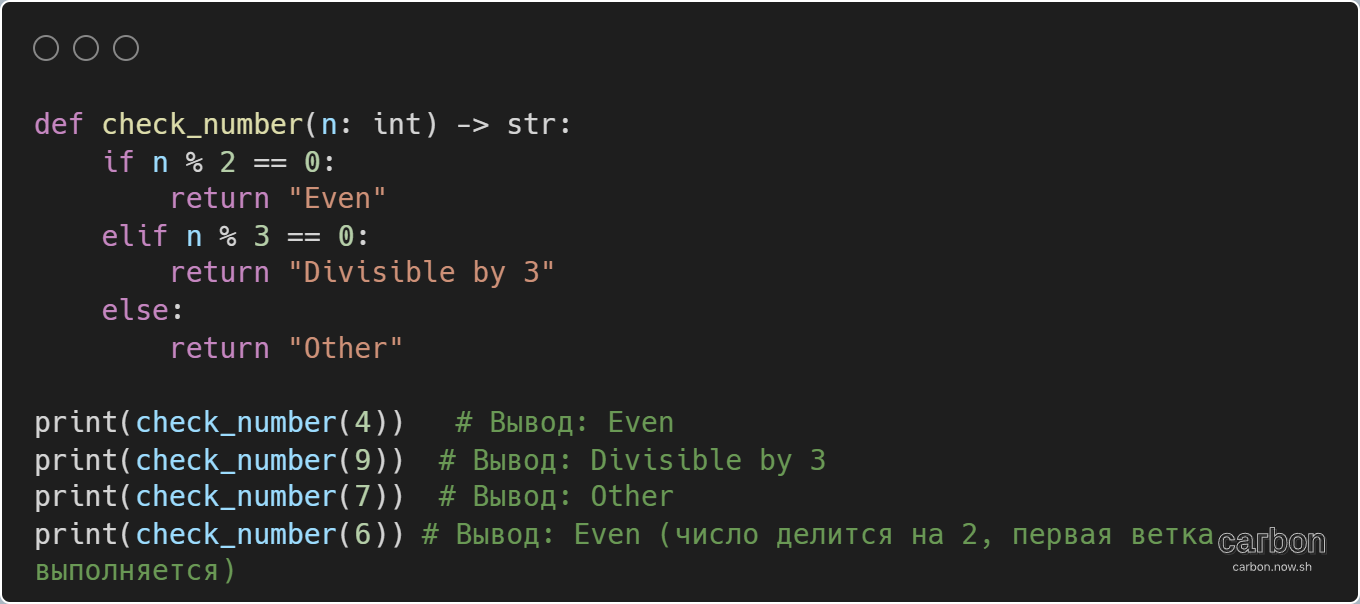 def check_number(n: int) -> str:
    if n % 2 == 0:
        return "Even"
    elif n % 3 == 0:
        return "Divisible by 3"
    else:
        return "Other"

print(check_number(4))   # Вывод: Even
print(check_number(9))  # Вывод: Divisible by 3
print(check_number(7))  # Вывод: Other
print(check_number(6)) # Вывод: Even (число делится на 2, первая ветка
выполняется)
carbon
carbon.now.sh